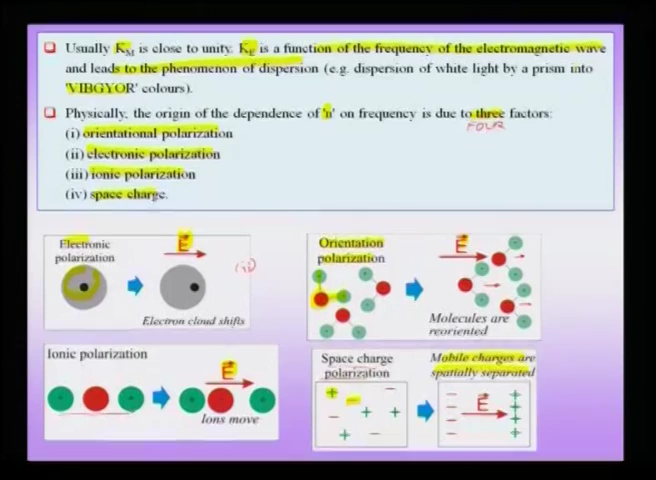 Usually K_M is close to unity. K_E is a function of the frequency of the electromagnetic wave
and leads to the phenomenon of dispersion (e.g. dispersion of white light by a prism into
'VIBGYOR' colours).
Physically, the origin of the dependence of 'n' on frequency is due to three factors:
FOUR
(i) orientational polarization
(ii) electronic polarization
(iii) ionic polarization
(iv) space charge.
Electronic
polarization
E
(ii)
Electron cloud shifts
Orientation
polarization
E
Molecules are
reoriented
Ionic polarization
E
Ions move
Space charge
polarization
Mobile charges are
spatially separated
E